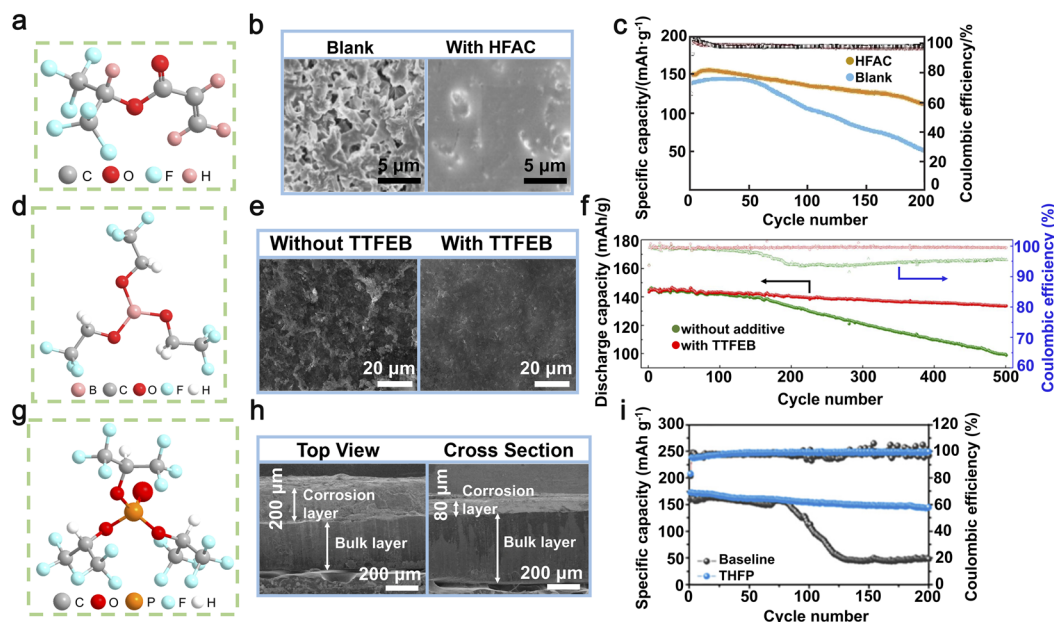 a
C O F H
b
Blank With HFAC
5 μm 5 μm
c
Specific capacity/(mAh·g⁻¹)
200
150
100
50
HFAC
Blank
100
80
60
40
20
0
Coulombic efficiency/%
0 50 100 150 200
Cycle number
d
B C O F H
e
Without TTFEB With TTFEB
20 μm 20 μm
f
Discharge capacity (mAh/g)
180
160
140
120
100
without additive
with TTFEB
100
95
90
85
80
75
70
65
60
Coulombic efficiency (%)
0 100 200 300 400 500
Cycle number
g
C O P F H
h
Top View Cross Section
200 μm
Corrosion
layer
Bulk layer
200 μm
80 μm
Corrosion
layer
Bulk layer
200 μm
i
Specific capacity (mAh g⁻¹)
300
250
200
150
100
50
0
Baseline
THFP
120
100
80
60
40
20
0
Coulombic efficiency (%)
0 50 100 150 200
Cycle number